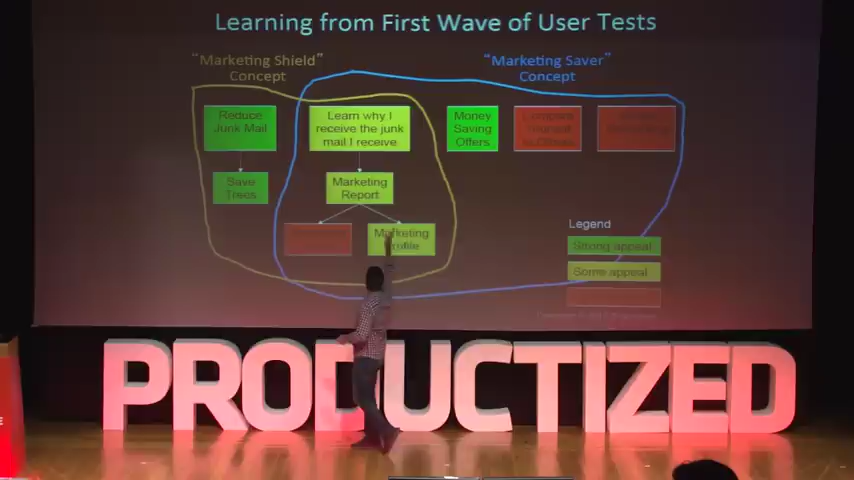 Learning from First Wave of User Tests
"Marketing Shield"
Concept
"Marketing Saver"
Concept
Reduce
Junk Mail
Learn why I
receive the junk
mail I receive
Money
Saving
Offers
Save
Trees
Marketing
Report
Marketing
Profile
Legend
Strong appeal
Some appeal
PRODUCTIZED